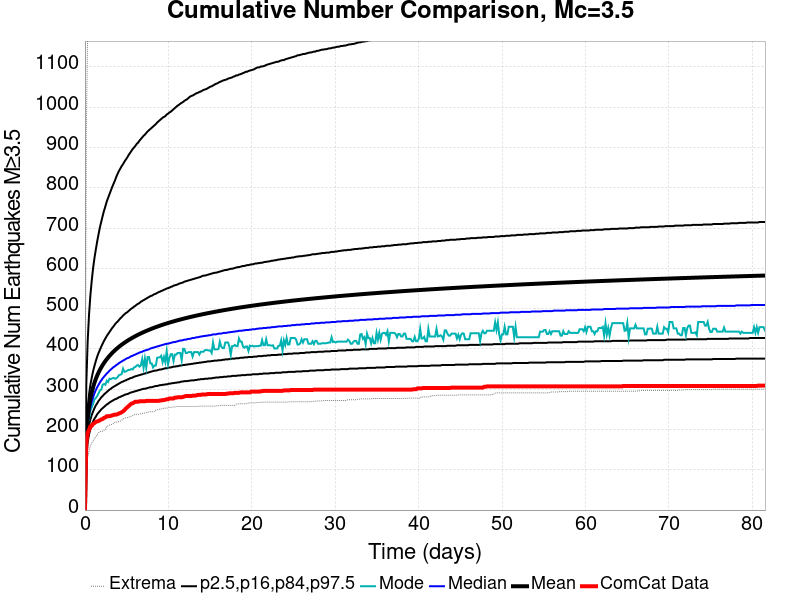 Cumulative Number Comparison, Mc=3.5
Cumulative Num Earthquakes M≥3.5
1100
1000
900
800
700
600
500
400
300
200
100
0
0 10 20 30 40 50 60 70 80
Time (days)
Extrema p2.5,p16,p84,p97.5 Mode Median Mean ComCat Data